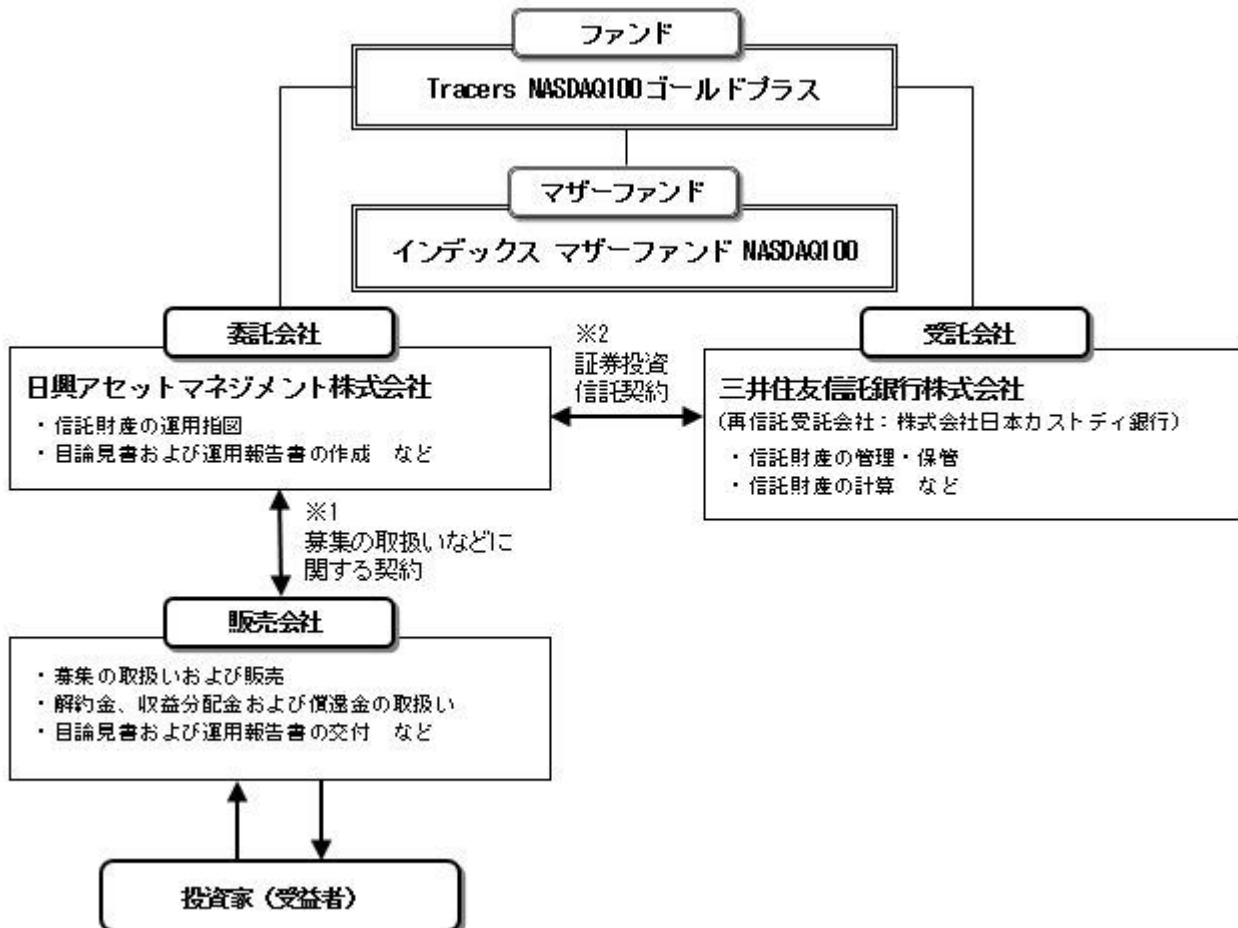 ファンド
Tracers NASDAQ100ゴールドプラス
マザーファンド
インデックス マザーファンド NASDAQ100
委託会社
日興アセットマネジメント株式会社
・信託財産の運用指図
・目論見書および運用報告書の作成 など
※2
証券投資
信託契約
受託会社
三井住友信託銀行株式会社
(再信託受託会社：株式会社日本カストディ銀行)
・信託財産の管理・保管
・信託財産の計算 など
※1
募集の取扱いなどに
関する契約
販売会社
・募集の取扱いおよび販売
・解約金、収益分配金および償還金の取扱い
・目論見書および運用報告書の交付 など
投資家（受益者）